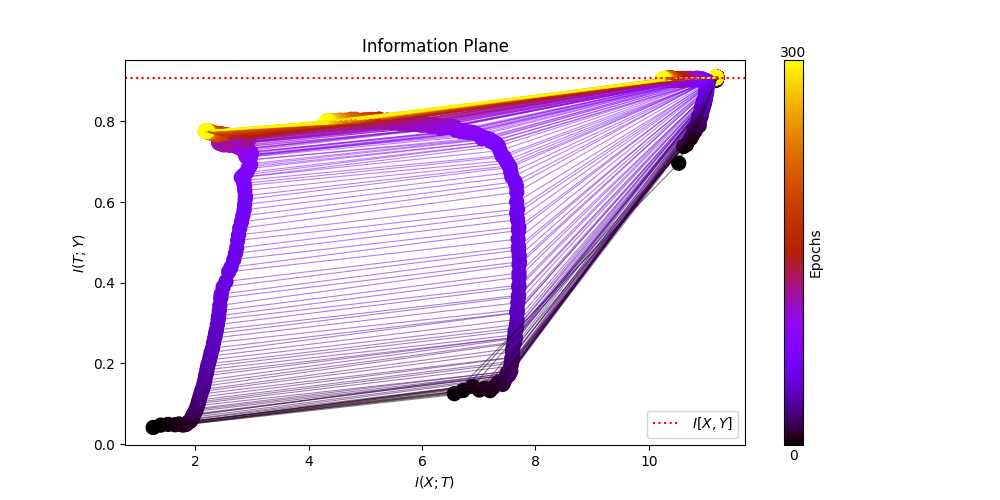 Information Plane
300
0.8
0.6
0.4
0.2
0.0
I(T; Y)
2
4
6
8
10
I(X; T)
I[X, Y]
Epochs
0